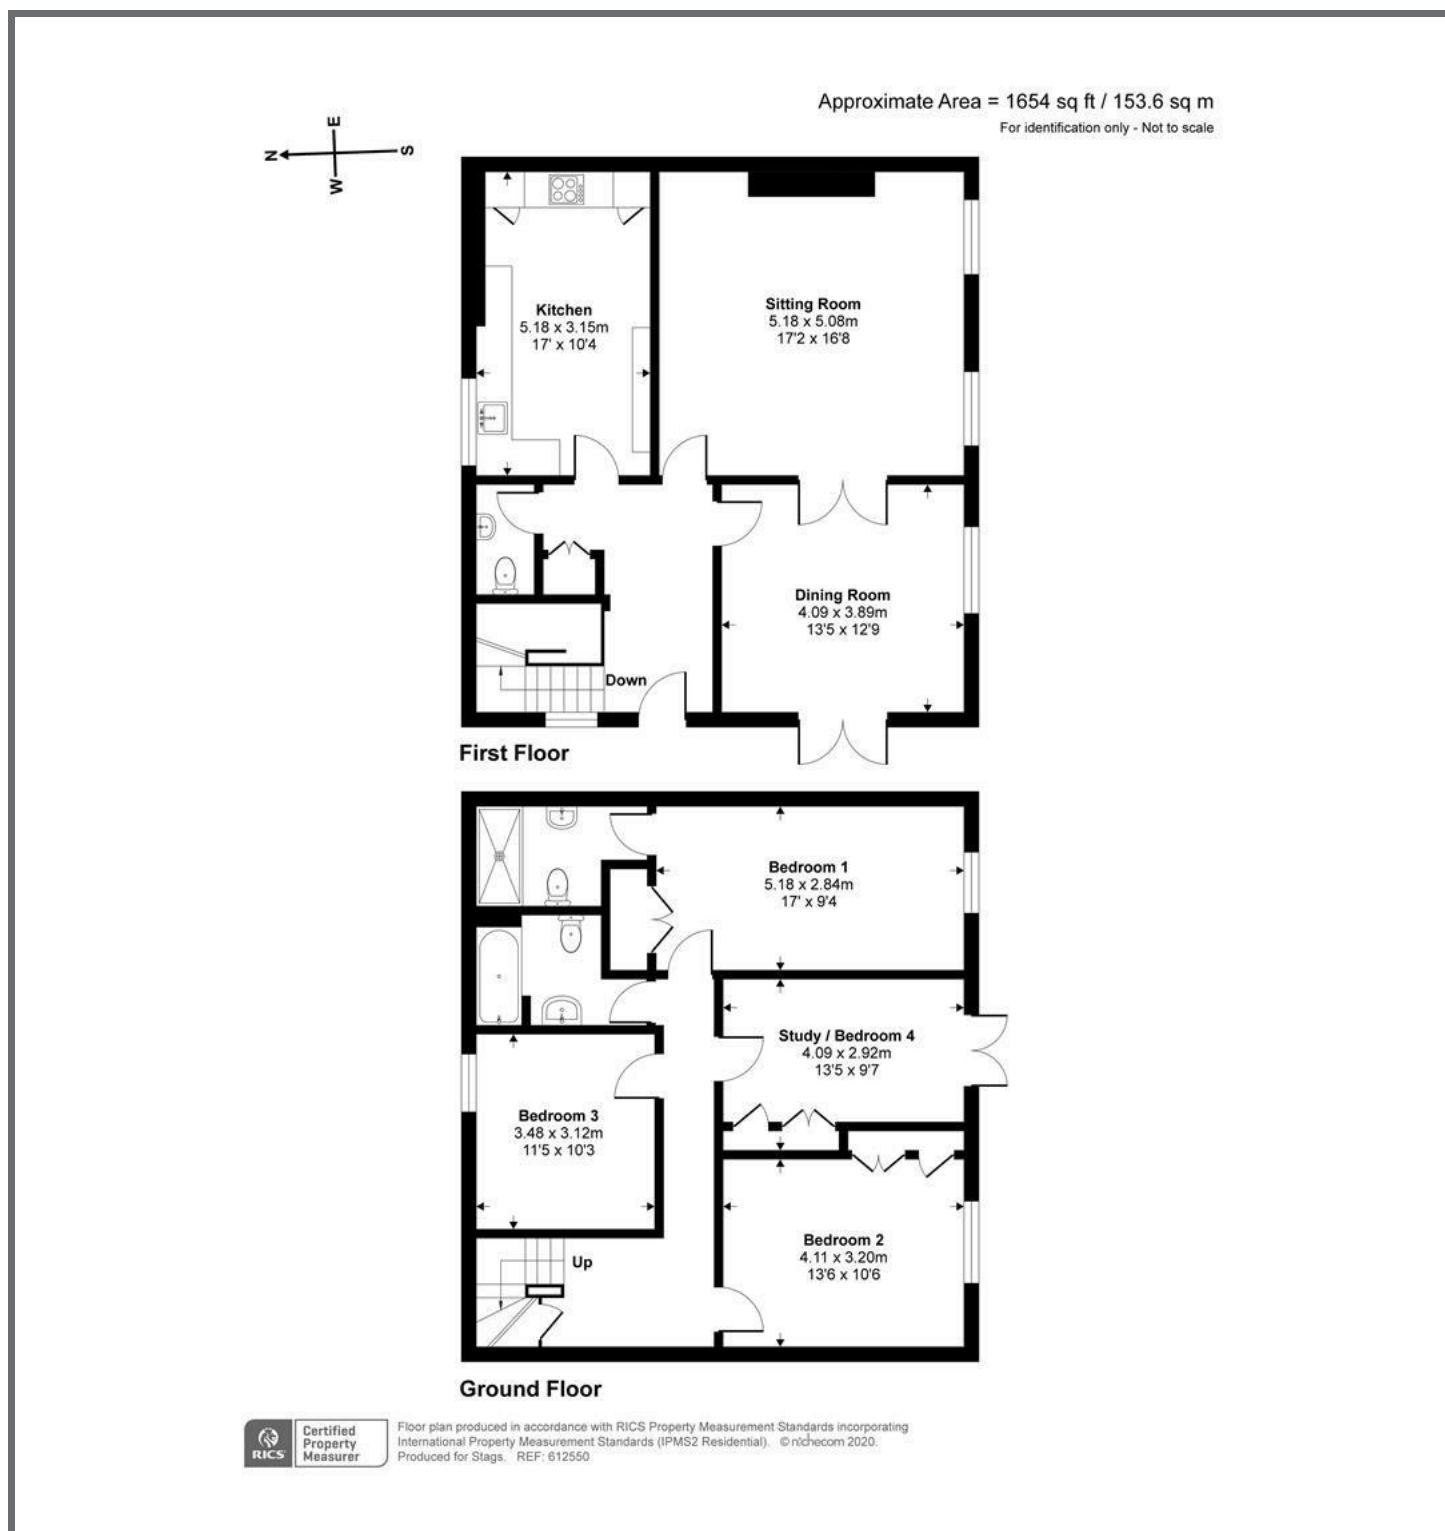 Approximate Area = 1654 sq ft / 153.6 sq m
For identification only - Not to scale
E
N
S
W
Kitchen
5.18 x 3.15m
17' x 10'4
Sitting Room
5.18 x 5.08m
17'2 x 16'8
Dining Room
4.09 x 3.89m
13'5 x 12'9
Down
First Floor
Bedroom 1
5.18 x 2.84m
17' x 9'4
Study / Bedroom 4
4.09 x 2.92m
13'5 x 9'7
Bedroom 3
3.48 x 3.12m
11'5 x 10'3
Bedroom 2
4.11 x 3.20m
13'6 x 10'6
Up
Ground Floor
RICS
Certified
Property
Measurer
Floor plan produced in accordance with RICS Property Measurement Standards incorporating
International Property Measurement Standards (IPMS2 Residential). © nichecom 2020.
Produced for Stags. REF: 612550